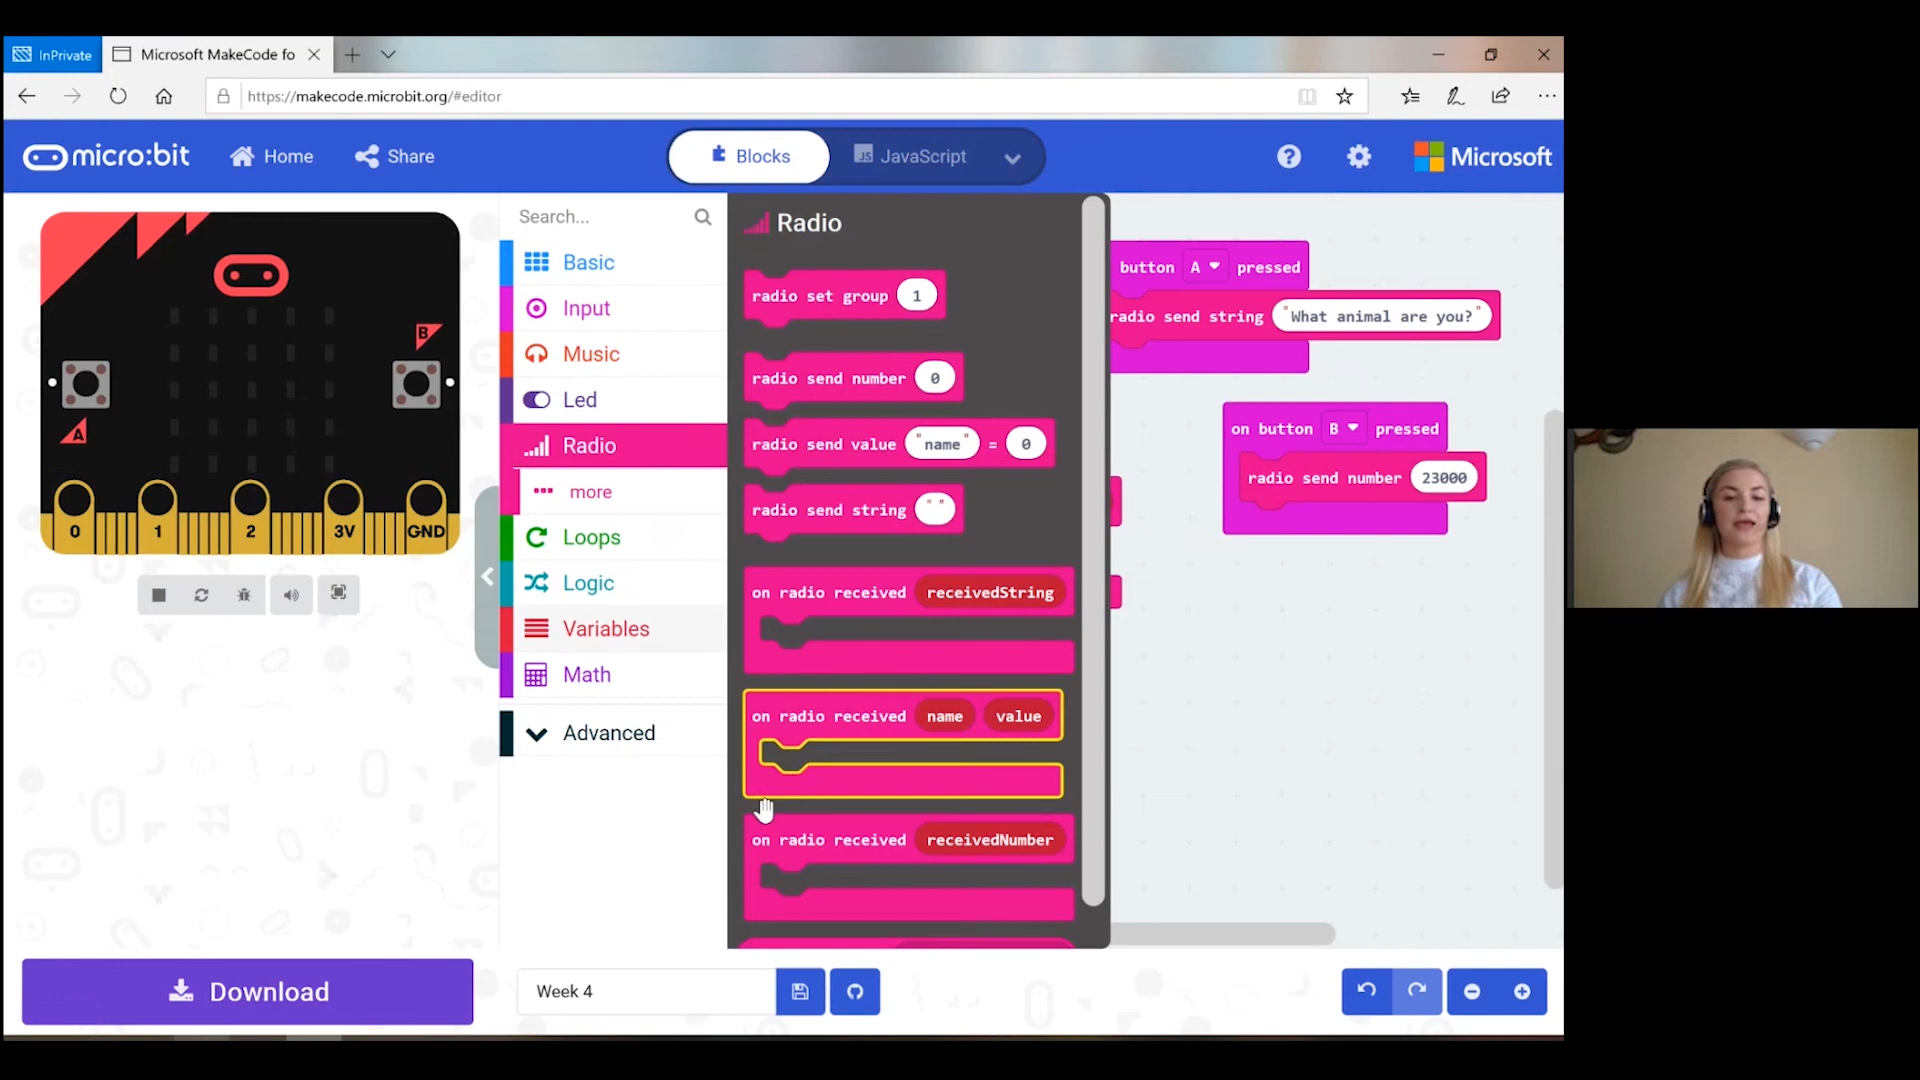 InPrivate
Microsoft MakeCode fo
https://makecode.microbit.org/#editor
micro:bit
Home
Share
Blocks
JS JavaScript
Microsoft
B
A
0 1 2 3V GND
Download
Search...
Basic
Input
Music
Led
Radio
more
Loops
Logic
Variables
Math
Advanced
Radio
radio set group 1
radio send number 0
radio send value "name" = 0
radio send string " "
on radio received receivedString
on radio received name value
on radio received receivedNumber
button A pressed
radio send string "What animal are you?"
on button B pressed
radio send number 23000
Week 4